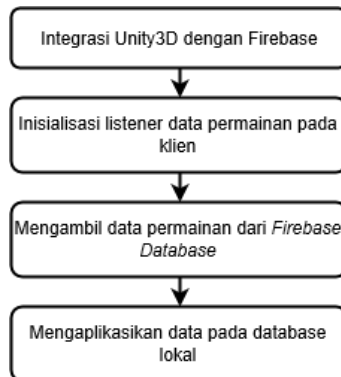 Integrasi Unity3D dengan Firebase
Inisialisasi listener data permainan pada
klien
Mengambil data permainan dari Firebase
Database
Mengaplikasikan data pada database
lokal